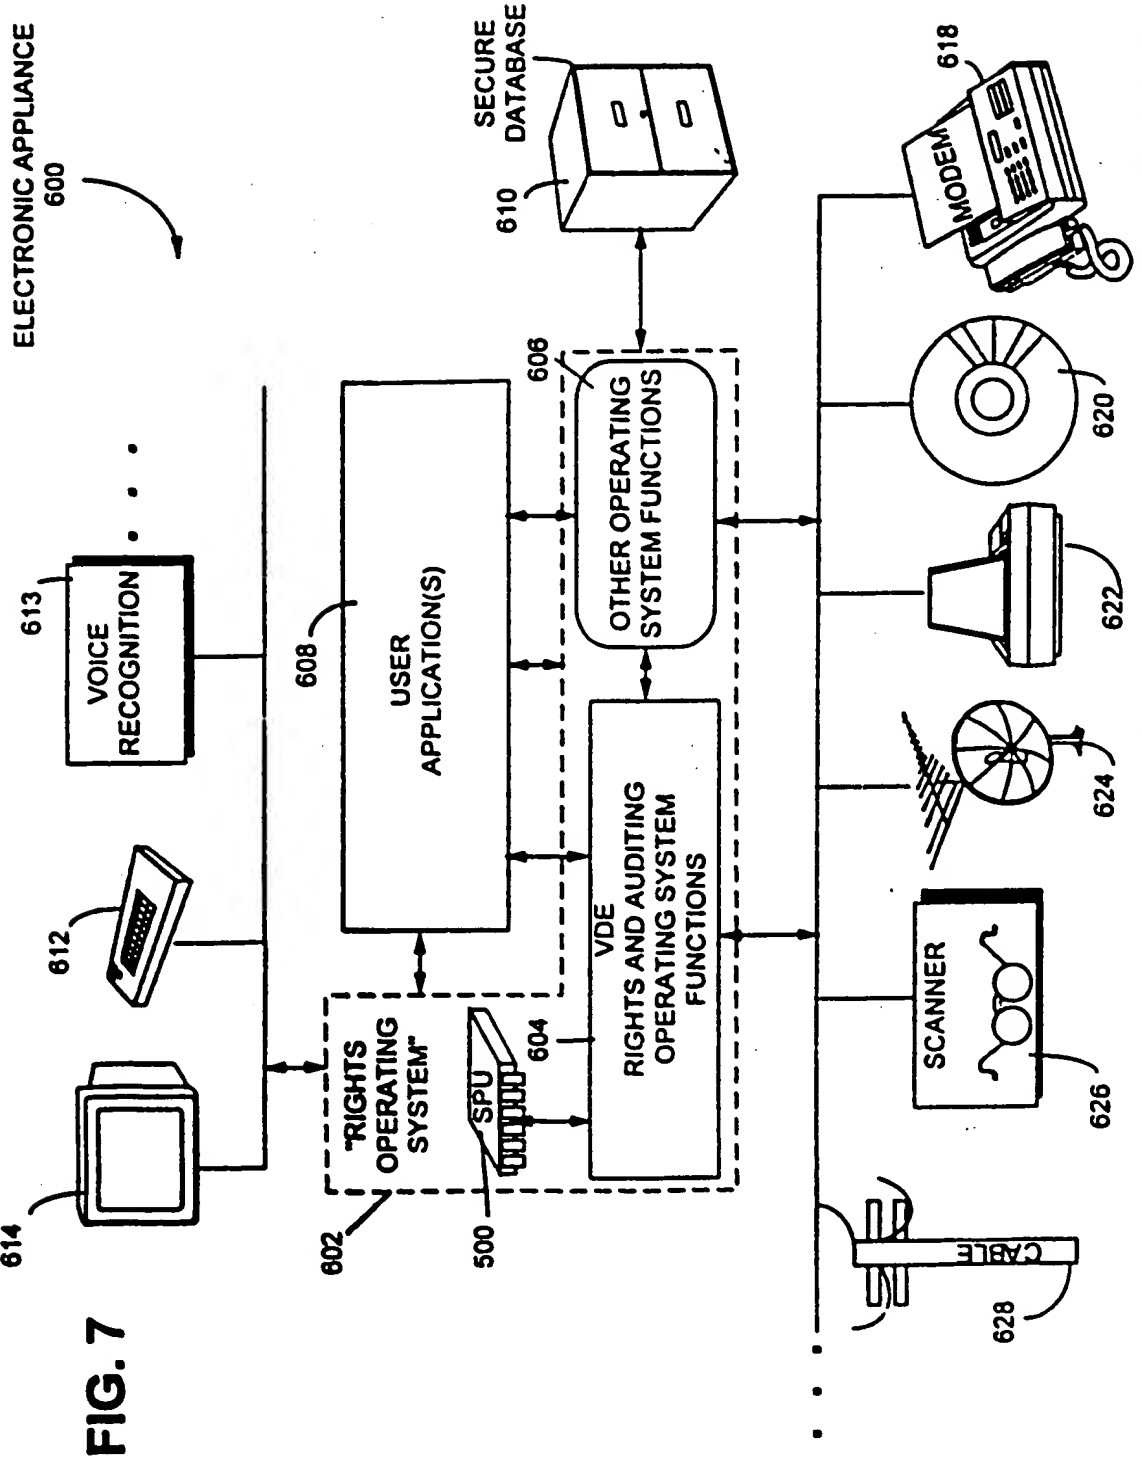 FIG. 7
ELECTRONIC APPLIANCE
600
614
612
613
VOICE
RECOGNITION
602
"RIGHTS
OPERATING
SYSTEM"
608
USER
APPLICATION(S)
500
SPU
604
VDE
RIGHTS AND AUDITING
OPERATING SYSTEM
FUNCTIONS
606
OTHER OPERATING
SYSTEM FUNCTIONS
610
SECURE
DATABASE
628
CABLE
626
SCANNER
624
622
620
618
MODEM